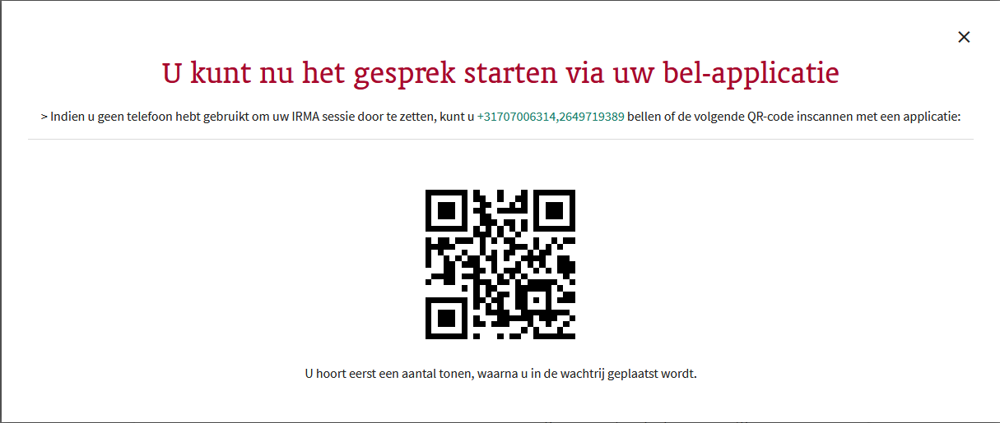 U kunt nu het gesprek starten via uw bel-applicatie
> Indien u geen telefoon hebt gebruikt om uw IRMA sessie door te zetten, kunt u +31707006314,2649719389 bellen of de volgende QR-code inscannen met een applicatie:
U hoort eerst een aantal tonen, waarna u in de wachtrij geplaatst wordt.